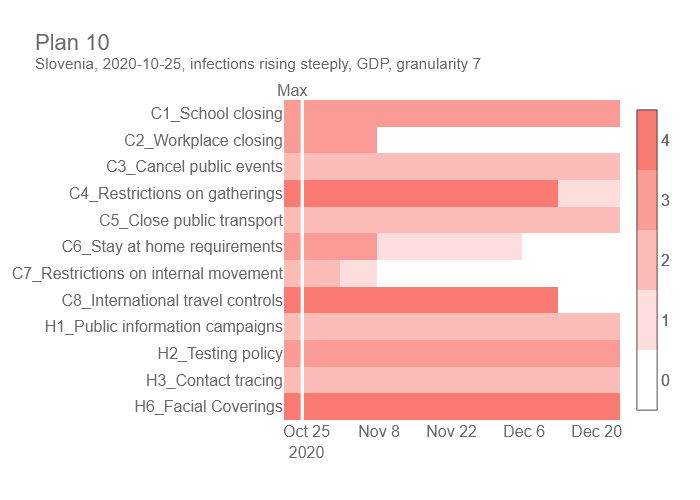 Plan 10
Slovenia, 2020-10-25, infections rising steeply, GDP, granularity 7
Max
C1_School closing
C2_Workplace closing
C3_Cancel public events
C4_Restrictions on gatherings
C5_Close public transport
C6_Stay at home requirements
C7_Restrictions on internal movement
C8_International travel controls
H1_Public information campaigns
H2_Testing policy
H3_Contact tracing
H6_Facial Coverings
4
3
2
1
0
Oct 25 Nov 8 Nov 22 Dec 6 Dec 20
2020